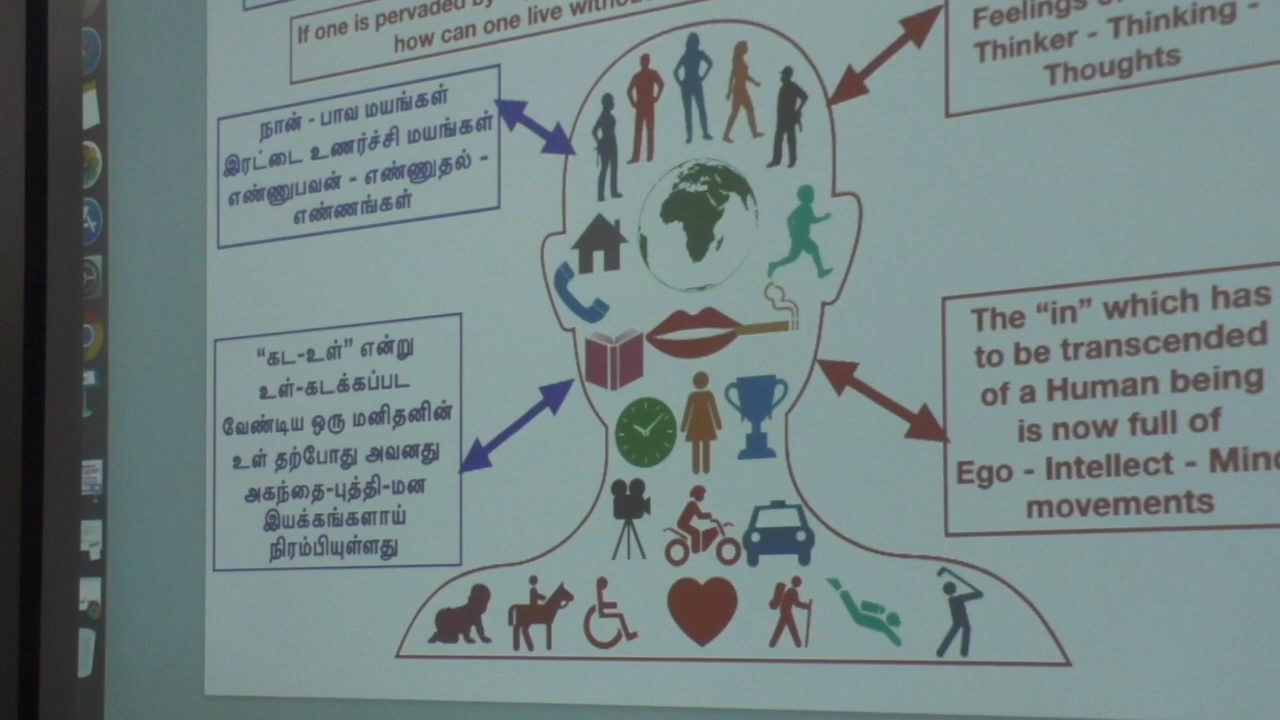 If one is pervaded by
how can one live without
நான் - பாவ மயங்கள்
இரட்டை உணர்ச்சி மயங்கள்
எண்ணுபவன் - எண்ணுதல் -
எண்ணங்கள்
Feelings
Thinker - Thinking -
Thoughts
“கட-உள்” என்று
உள்-கடக்கப்பட
வேண்டிய ஒரு மனிதனின்
உள் தற்போது அவனது
அகந்தை-புத்தி-மன
இயக்கங்களாய்
நிரம்பியுள்ளது
The “in” which has
to be transcended
of a Human being
is now full of
Ego - Intellect - Mind
movements